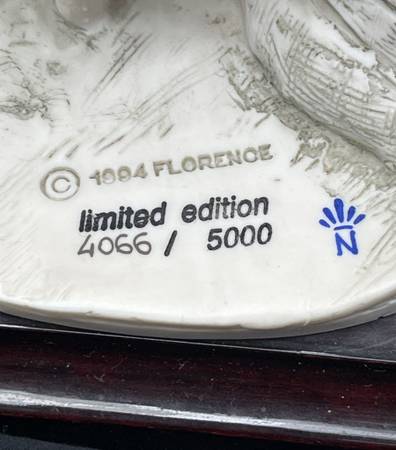 © 1994 FLORENCE
limited edition
4066 / 5000
N